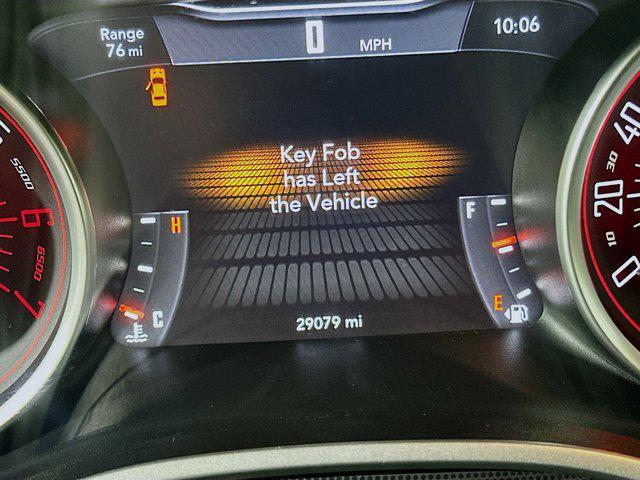 Range
76 mi
0
MPH
10:06
Key Fob
has Left
the Vehicle
H
C
F
E
29079 mi
5500
6
6500
7
40
30
20
10
0